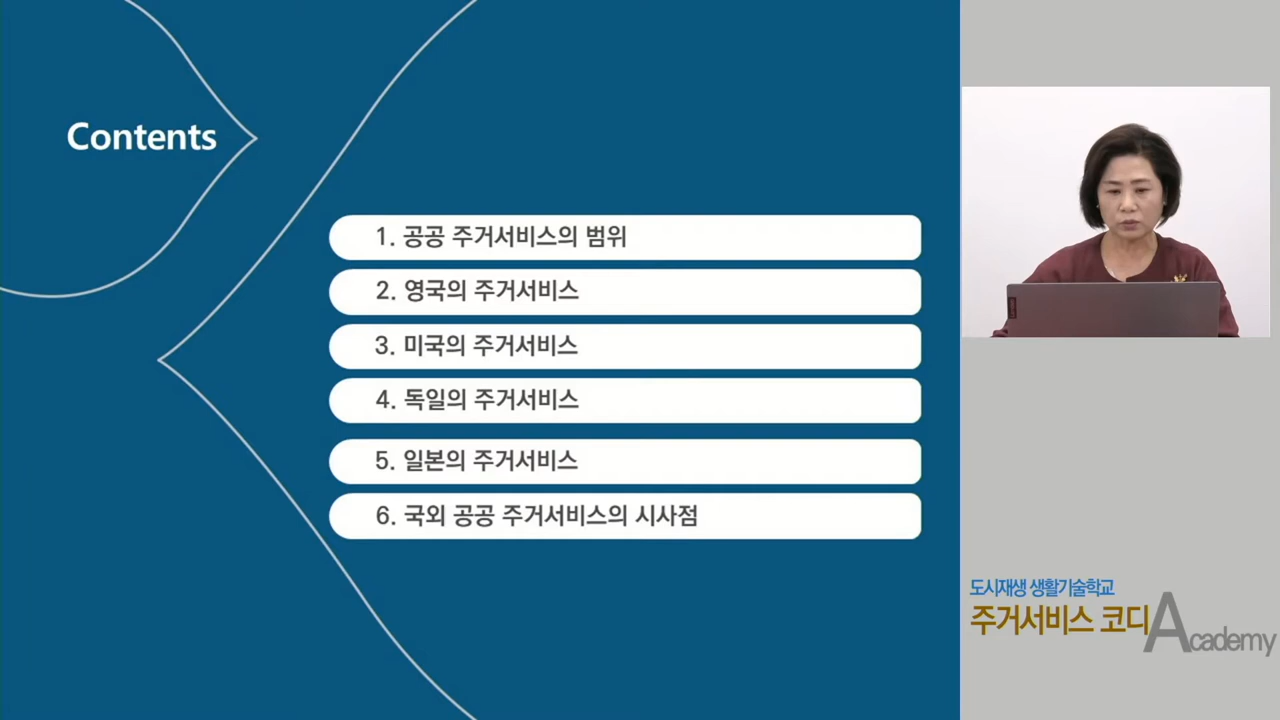 Contents
1. 공공 주거서비스의 범위
2. 영국의 주거서비스
3. 미국의 주거서비스
4. 독일의 주거서비스
5. 일본의 주거서비스
6. 국외 공공 주거서비스의 시사점
도시재생 생활기술학교
주거서비스 코디 Academy